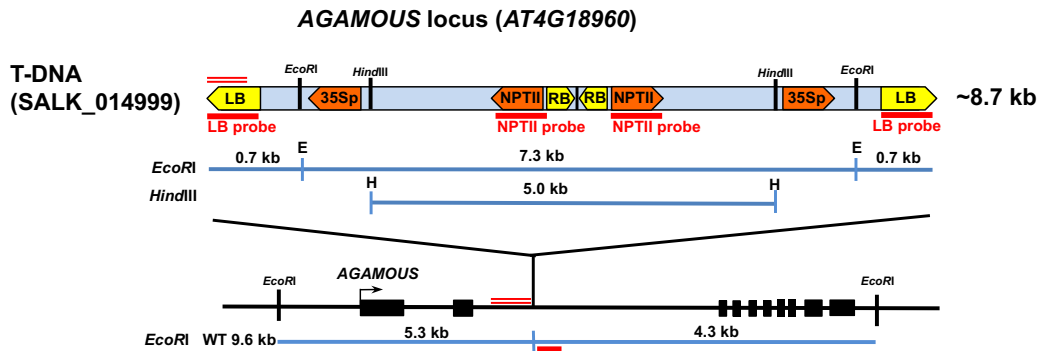 AGAMOUS locus (AT4G18960)
T-DNA
(SALK_014999)
EcoRI HindIII HindIII EcoRI
LB 35Sp NPTII RB RB NPTII 35Sp LB
~8.7 kb
LB probe NPTII probe NPTII probe LB probe
EcoRI 0.7 kb E 7.3 kb E 0.7 kb
HindIII H 5.0 kb H
EcoRI AGAMOUS EcoRI
EcoRI WT 9.6 kb 5.3 kb 4.3 kb